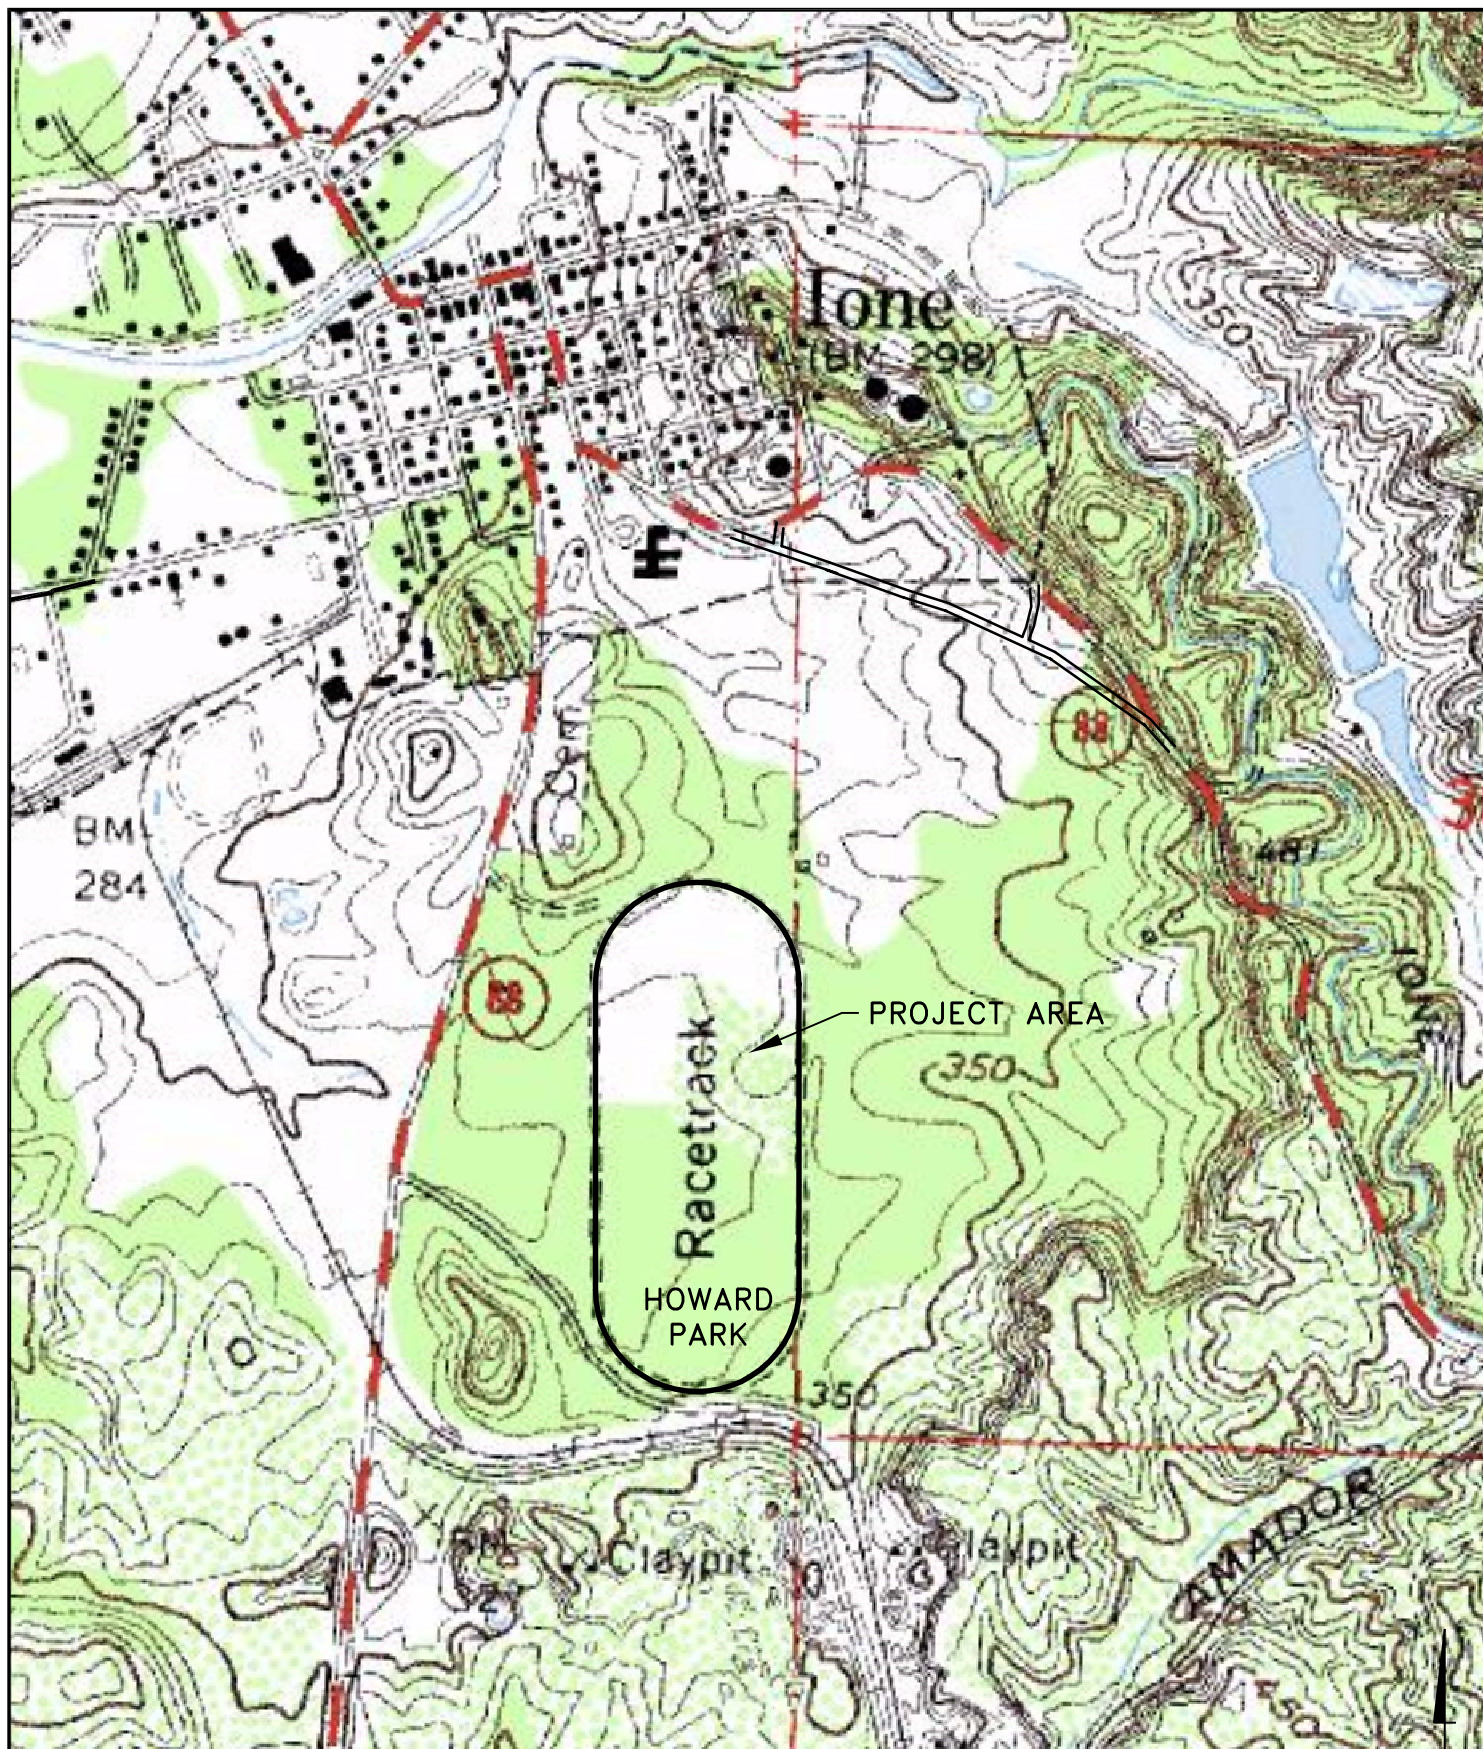 Ione
(BM 298)
350
88
Cem
BM
284
481
88
IONE
PROJECT AREA
350
Racetrack
HOWARD
PARK
350
Claypit
laypit
AMADOR